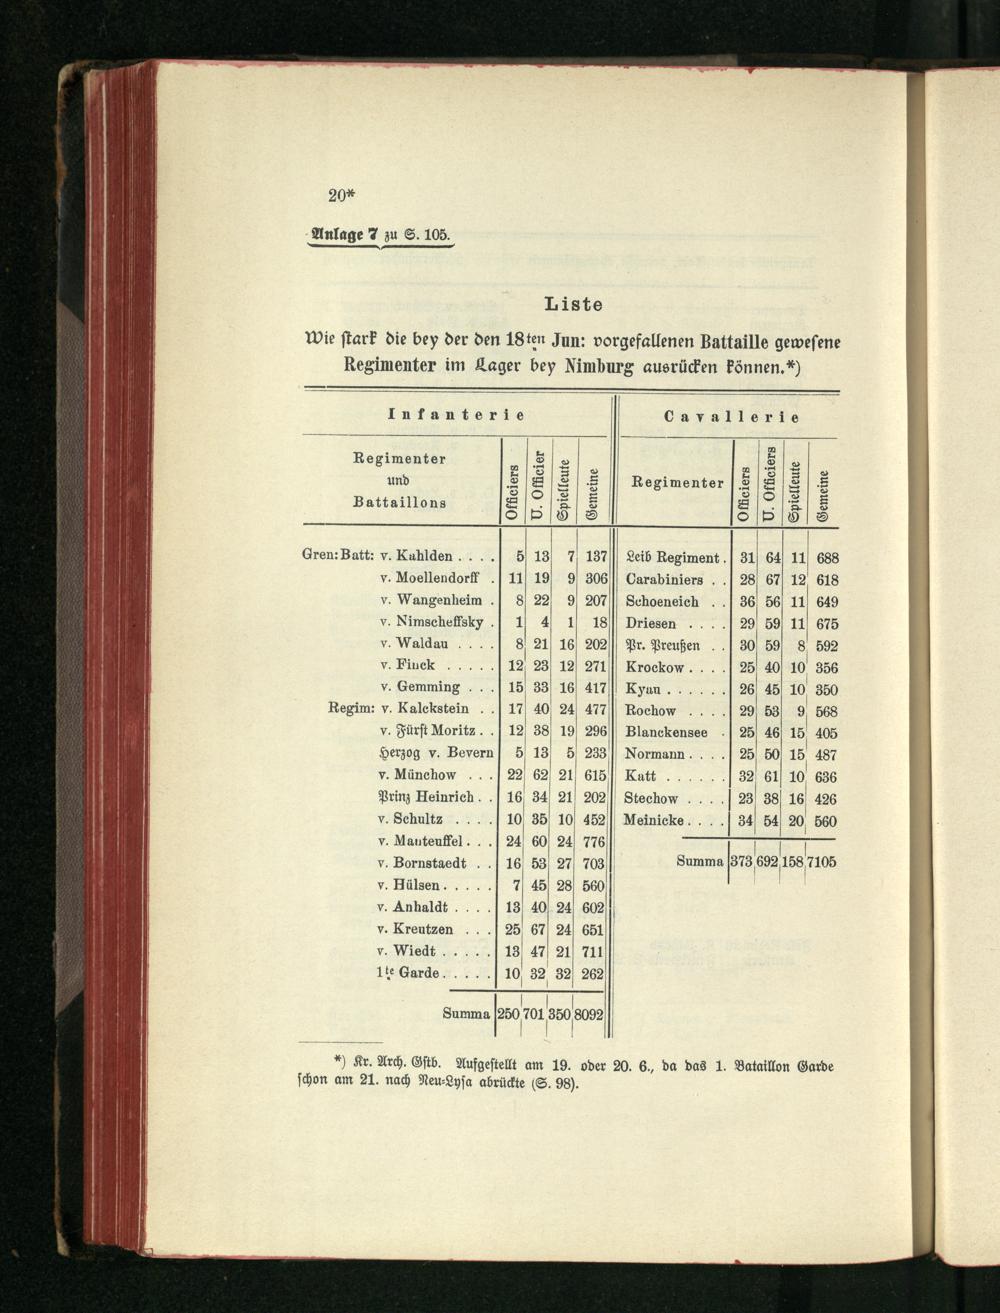 20*
Anlage 7 zu S. 105.
Liste
Wie stark die bey der den 18ten Jun: vorgefallenen Battaille gewesene
Regimenter im Lager bey Nimburg ausrücken können.*)
Infanterie
Regimenter und Battaillons Officiers U. Officier Spielleute Gemeine
Gren: Batt: v. Kahlden . . . . 5 13 7 137
v. Moellendorff . 11 19 9 306
v. Wangenheim . 8 22 9 207
v. Nimscheffsky . 1 4 1 18
v. Waldau . . . . 8 21 16 202
v. Finck . . . . . 12 23 12 271
v. Gemming . . . 15 33 16 417
Regim: v. Kalckstein . . 17 40 24 477
v. Fürst Moritz . . 12 38 19 296
Herzog v. Bevern 5 13 5 233
v. Münchow . . . 22 62 21 615
Prinz Heinrich . . 16 34 21 202
v. Schultz . . . . 10 35 10 452
v. Manteuffel . . . 24 60 24 776
v. Bornstaedt . . 16 53 27 703
v. Hülsen . . . . . 7 45 28 560
v. Anhaldt . . . . 13 40 24 602
v. Kreutzen . . . 25 67 24 651
v. Wiedt . . . . . 13 47 21 711
1te Garde . . . . . 10 32 32 262
Summa 250 701 350 8092
Cavallerie
Regimenter Officiers U. Officiers Spielleute Gemeine
Leib Regiment . 31 64 11 688
Carabiniers . . 28 67 12 618
Schoeneich . . 36 56 11 649
Driesen . . . . 29 59 11 675
Pr. Preußen . . 30 59 8 592
Krockow . . . . 25 40 10 356
Kyau . . . . . . 26 45 10 350
Rochow . . . . 29 53 9 568
Blanckensee . 25 46 15 405
Normann . . . . 25 50 15 487
Katt . . . . . . 32 61 10 636
Stechow . . . . 23 38 16 426
Meinicke . . . . 34 54 20 560
Summa 373 692 158 7105
*) Kr. Arch. Gstb. Aufgestellt am 19. oder 20. 6., da das 1. Bataillon Garde
schon am 21. nach Neu-Lysa abrückte (S. 98).